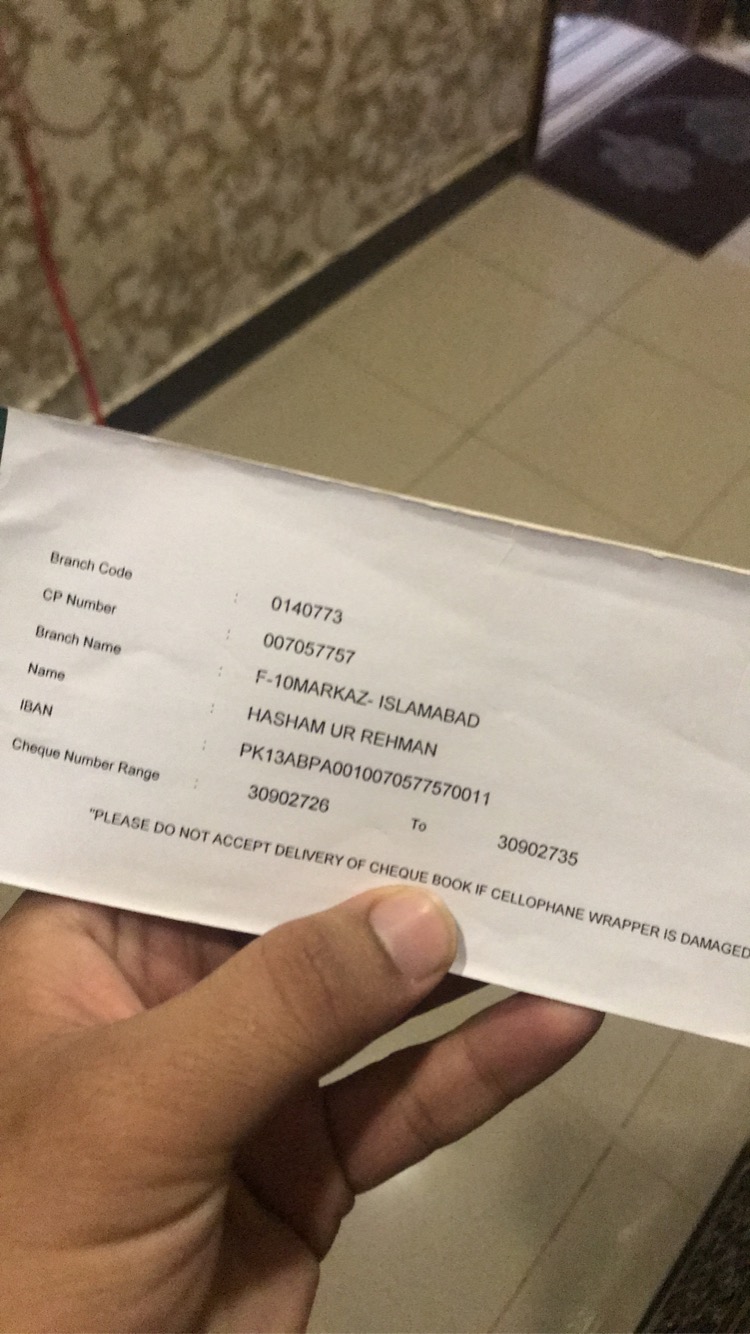 Branch Code : 0140773
CP Number : 007057757
Branch Name : F-10MARKAZ- ISLAMABAD
Name : HASHAM UR REHMAN
IBAN : PK13ABPA0010070577570011
Cheque Number Range : 30902726 To 30902735
"PLEASE DO NOT ACCEPT DELIVERY OF CHEQUE BOOK IF CELLOPHANE WRAPPER IS DAMAGED